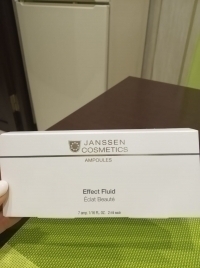 JANSSEN
COSMETICS
AMPOULES
Effect Fluid
Eclat Beauté